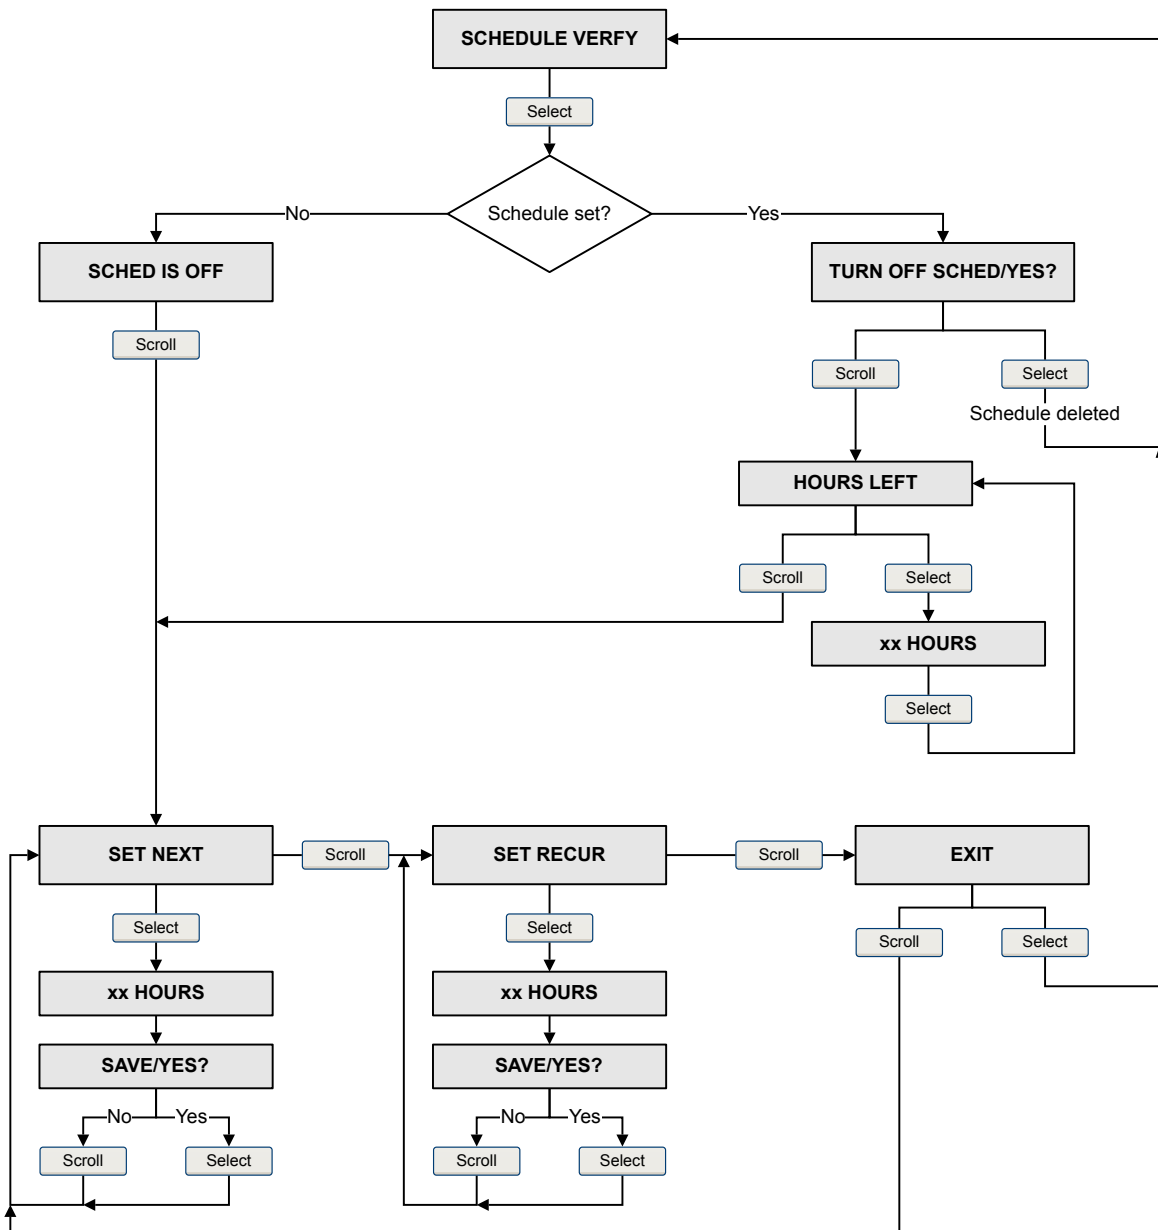 SCHEDULE VERFY
Select
Schedule set?
No
Yes
SCHED IS OFF
TURN OFF SCHED/YES?
Scroll
Scroll
Select
Schedule deleted
HOURS LEFT
Scroll
Select
xx HOURS
Select
SET NEXT
Scroll
SET RECUR
Scroll
EXIT
Select
Select
Scroll
Select
xx HOURS
xx HOURS
SAVE/YES?
SAVE/YES?
No
Yes
No
Yes
Scroll
Select
Scroll
Select